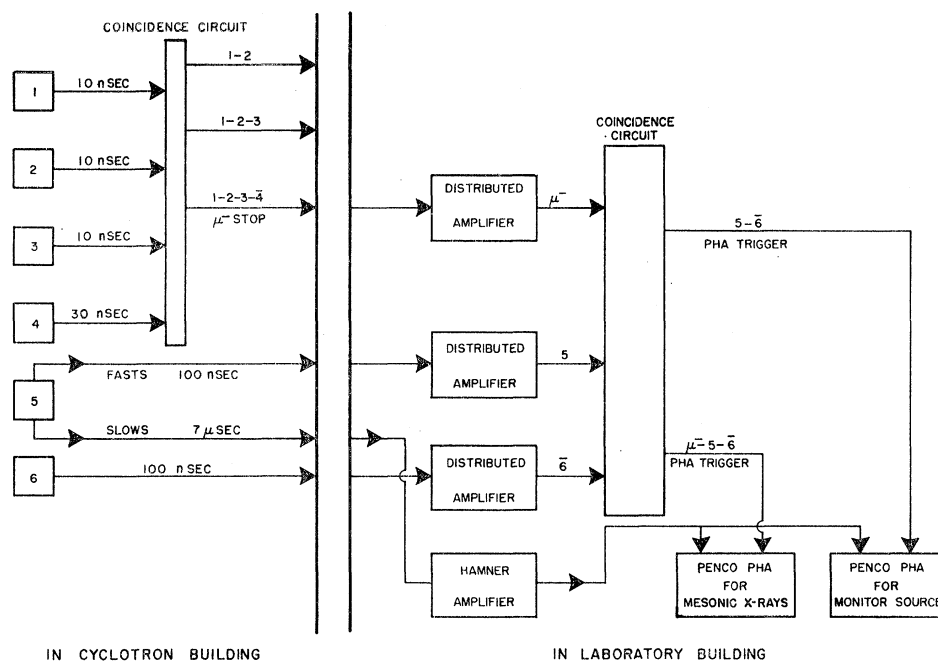 COINCIDENCE CIRCUIT
1
10 nSEC
1-2
2
10 nSEC
1-2-3
3
10 nSEC
1-2-3-4̅
μ⁻ STOP
4
30 nSEC
5
FASTS 100 nSEC
SLOWS 7 μSEC
6
100 nSEC
DISTRIBUTED
AMPLIFIER
μ⁻
DISTRIBUTED
AMPLIFIER
5
DISTRIBUTED
AMPLIFIER
6̅
HAMNER
AMPLIFIER
COINCIDENCE
CIRCUIT
5-6̅
PHA TRIGGER
μ⁻-5-6̅
PHA TRIGGER
PENCO PHA
FOR
MESONIC X-RAYS
PENCO PHA
FOR
MONITOR SOURCE
IN CYCLOTRON BUILDING
IN LABORATORY BUILDING